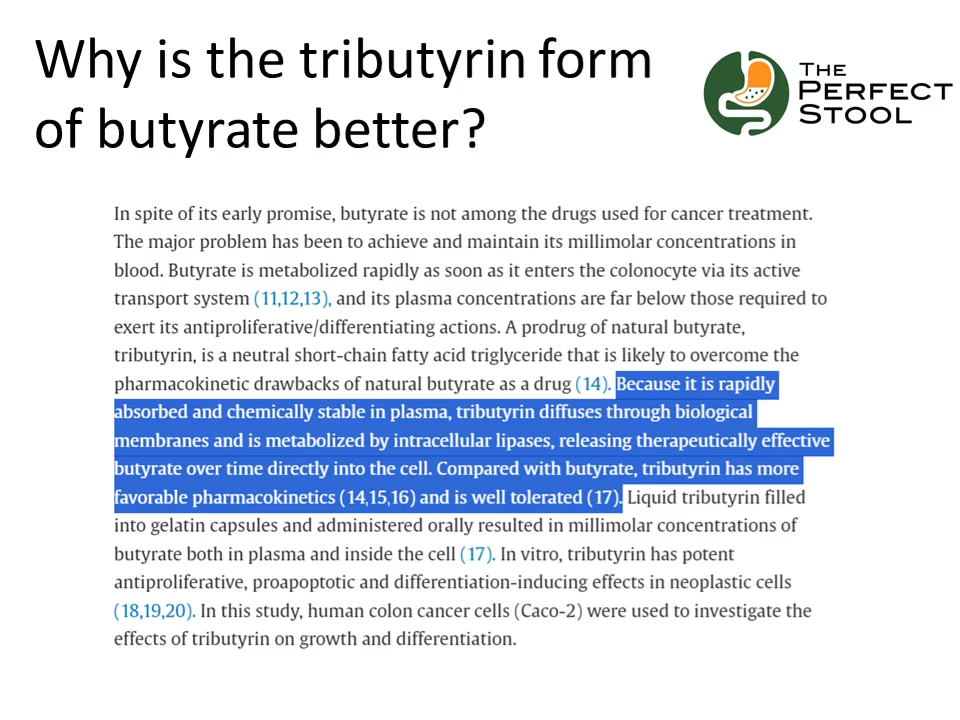 Why is the tributyrin form
of butyrate better?
THE
PERFECT
STOOL
In spite of its early promise, butyrate is not among the drugs used for cancer treatment.
The major problem has been to achieve and maintain its millimolar concentrations in
blood. Butyrate is metabolized rapidly as soon as it enters the colonocyte via its active
transport system (11,12,13), and its plasma concentrations are far below those required to
exert its antiproliferative/differentiating actions. A prodrug of natural butyrate,
tributyrin, is a neutral short-chain fatty acid triglyceride that is likely to overcome the
pharmacokinetic drawbacks of natural butyrate as a drug (14). Because it is rapidly
absorbed and chemically stable in plasma, tributyrin diffuses through biological
membranes and is metabolized by intracellular lipases, releasing therapeutically effective
butyrate over time directly into the cell. Compared with butyrate, tributyrin has more
favorable pharmacokinetics (14,15,16) and is well tolerated (17). Liquid tributyrin filled
into gelatin capsules and administered orally resulted in millimolar concentrations of
butyrate both in plasma and inside the cell (17). In vitro, tributyrin has potent
antiproliferative, proapoptotic and differentiation-inducing effects in neoplastic cells
(18,19,20). In this study, human colon cancer cells (Caco-2) were used to investigate the
effects of tributyrin on growth and differentiation.